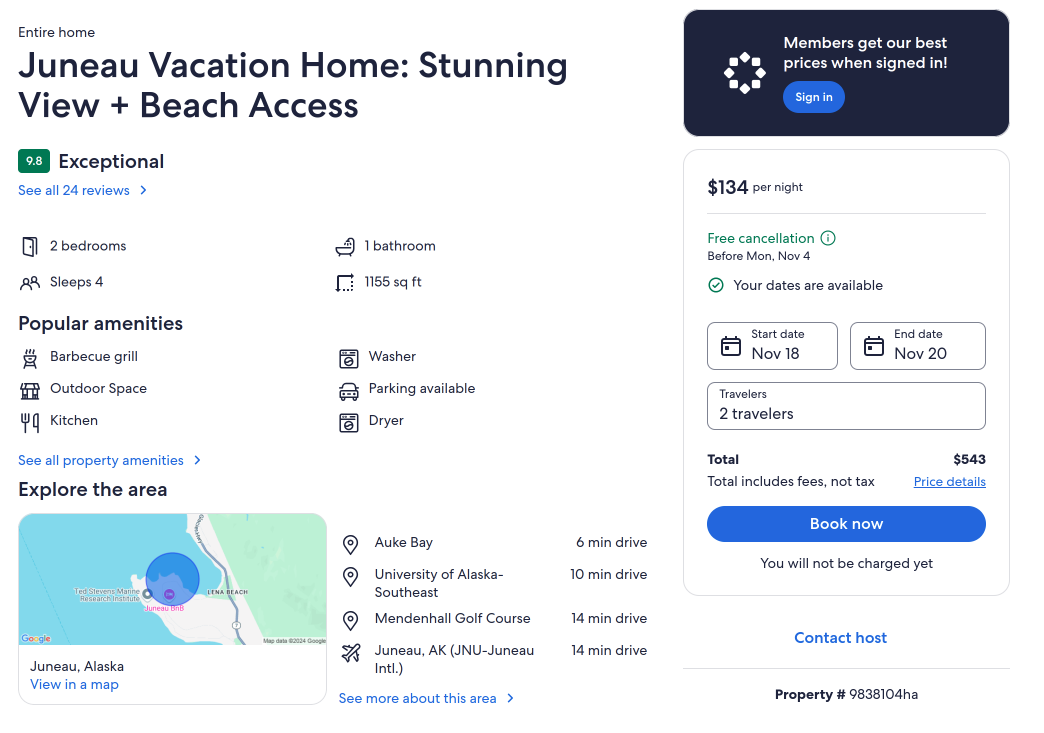 Entire home
Juneau Vacation Home: Stunning
View + Beach Access
9.8 Exceptional
See all 24 reviews
2 bedrooms
1 bathroom
Sleeps 4
1155 sq ft
Popular amenities
Barbecue grill
Washer
Outdoor Space
Parking available
Kitchen
Dryer
See all property amenities
Explore the area
Glacier Hwy
Ted Stevens Marine
Research Institute
LENA BEACH
Juneau BnB
Google
Map data ©2024 Google
Juneau, Alaska
View in a map
Auke Bay 6 min drive
University of Alaska- 10 min drive
Southeast
Mendenhall Golf Course 14 min drive
Juneau, AK (JNU-Juneau 14 min drive
Intl.)
See more about this area
Members get our best
prices when signed in!
Sign in
$134 per night
Free cancellation
Before Mon, Nov 4
Your dates are available
Start date
Nov 18
End date
Nov 20
Travelers
2 travelers
Total $543
Total includes fees, not tax Price details
Book now
You will not be charged yet
Contact host
Property # 9838104ha